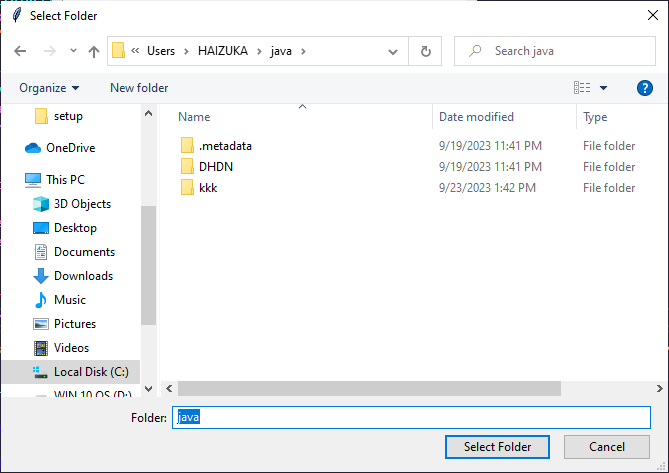 Select Folder
« Users > HAIZUKA > java >
Search java
Organize
New folder
?
setup
OneDrive
This PC
3D Objects
Desktop
Documents
Downloads
Music
Pictures
Videos
Local Disk (C:)
WIN 10 OS (D:)
Name Date modified Type
.metadata 9/19/2023 11:41 PM File folder
DHDN 9/19/2023 11:41 PM File folder
kkk 9/23/2023 1:42 PM File folder
Folder: java
Select Folder Cancel